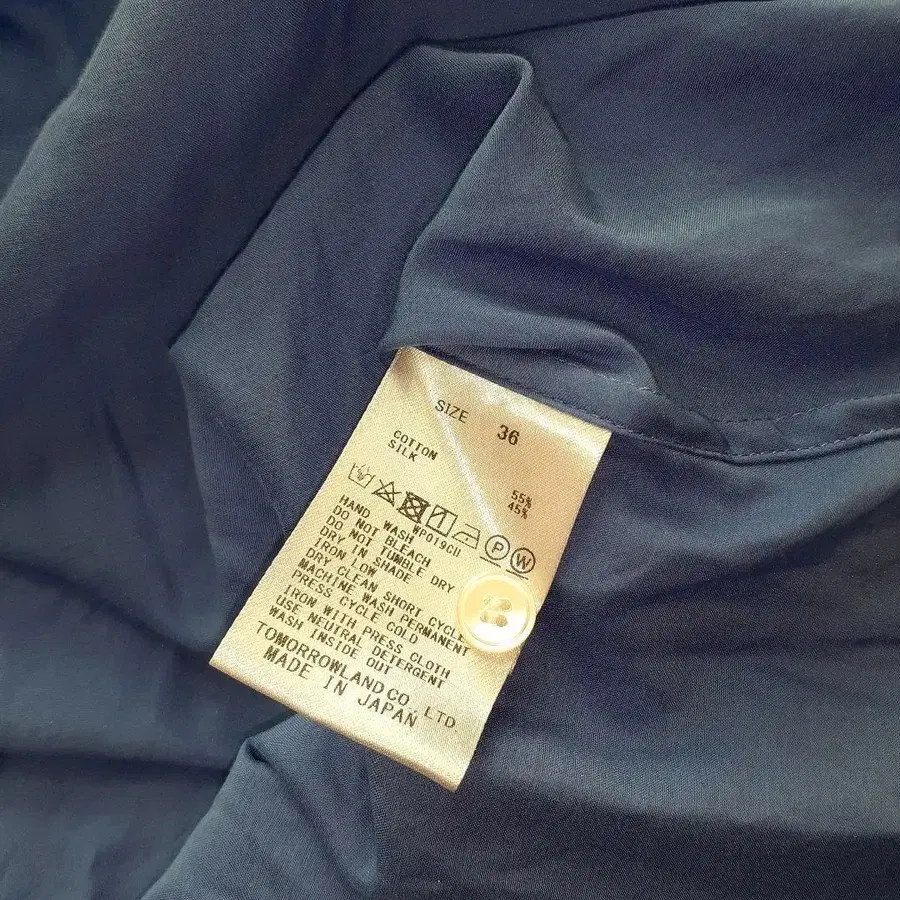 SIZE 36
COTTON 55%
SILK 45%
P W
WP019CU
HAND WASH
DO NOT BLEACH
DO NOT TUMBLE DRY
DRY IN SHADE
IRON LOW
DRY CLEAN SHORT CYCLE
MACHINE WASH PERMANENT
PRESS CYCLE COLD
IRON WITH PRESS CLOTH
USE NEUTRAL DETERGENT
WASH INSIDE OUT
TOMORROWLAND CO., LTD.
MADE IN JAPAN